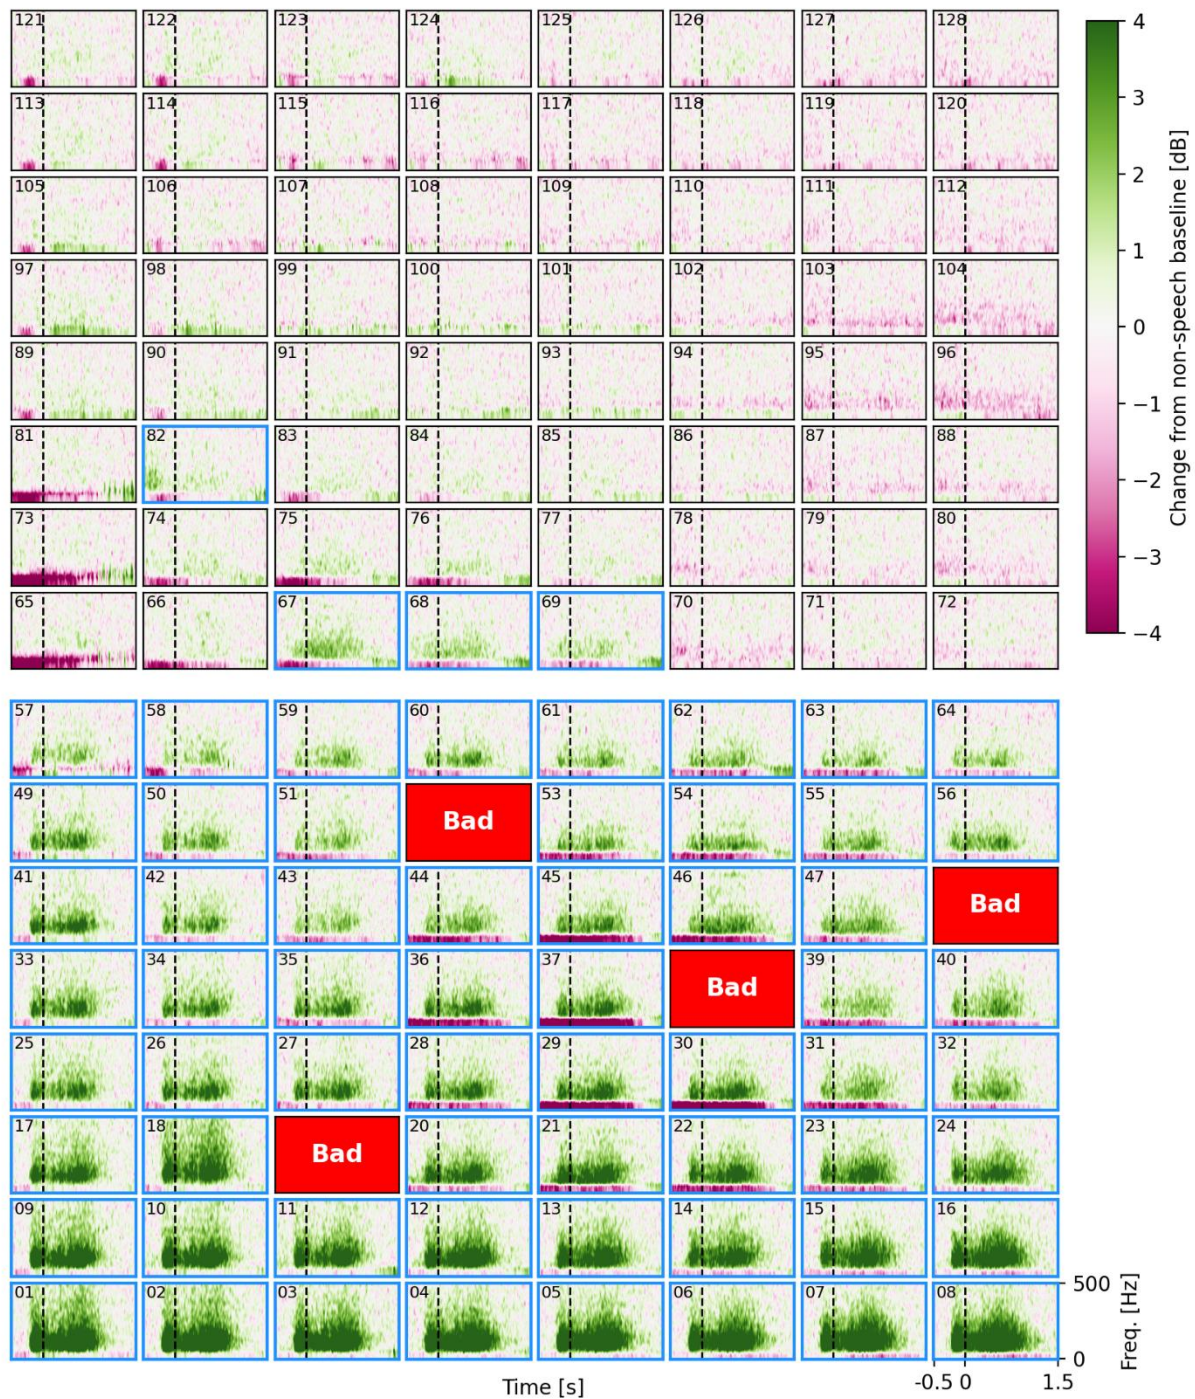 121 122 123 124 125 126 127 128
113 114 115 116 117 118 119 120
105 106 107 108 109 110 111 112
97 98 99 100 101 102 103 104
89 90 91 92 93 94 95 96
81 82 83 84 85 86 87 88
73 74 75 76 77 78 79 80
65 66 67 68 69 70 71 72
4
3
2
1
0
−1
−2
−3
−4
Change from non-speech baseline [dB]
57 58 59 60 61 62 63 64
49 50 51 Bad 53 54 55 56
41 42 43 44 45 46 47 Bad
33 34 35 36 37 Bad 39 40
25 26 27 28 29 30 31 32
17 18 Bad 20 21 22 23 24
09 10 11 12 13 14 15 16
01 02 03 04 05 06 07 08
500
0
Freq. [Hz]
-0.5 0 1.5
Time [s]